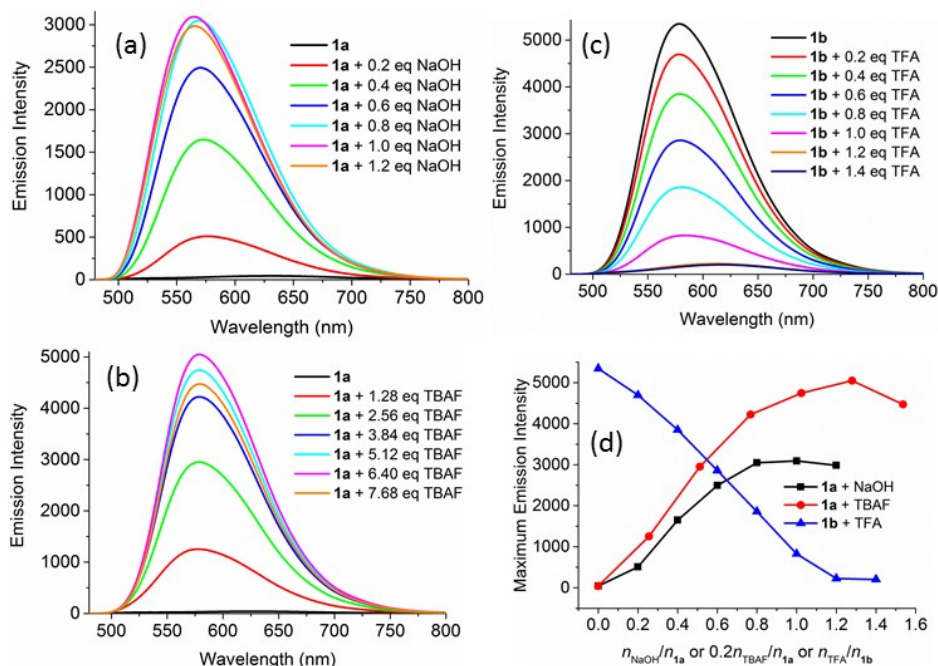 (a)
Emission Intensity
3000
2500
2000
1500
1000
500
0
1a
1a + 0.2 eq NaOH
1a + 0.4 eq NaOH
1a + 0.6 eq NaOH
1a + 0.8 eq NaOH
1a + 1.0 eq NaOH
1a + 1.2 eq NaOH
500 550 600 650 700 750 800
Wavelength (nm)
(c)
Emission Intensity
5000
4000
3000
2000
1000
0
1b
1b + 0.2 eq TFA
1b + 0.4 eq TFA
1b + 0.6 eq TFA
1b + 0.8 eq TFA
1b + 1.0 eq TFA
1b + 1.2 eq TFA
1b + 1.4 eq TFA
500 550 600 650 700 750 800
Wavelength (nm)
(b)
Emission Intensity
5000
4000
3000
2000
1000
0
1a
1a + 1.28 eq TBAF
1a + 2.56 eq TBAF
1a + 3.84 eq TBAF
1a + 5.12 eq TBAF
1a + 6.40 eq TBAF
1a + 7.68 eq TBAF
500 550 600 650 700 750 800
Wavelength (nm)
(d)
Maximum Emission Intensity
5000
4000
3000
2000
1000
0
1a + NaOH
1a + TBAF
1b + TFA
0.0 0.2 0.4 0.6 0.8 1.0 1.2 1.4 1.6
nNaOH/n1a or 0.2nTBAF/n1a or nTFA/n1b